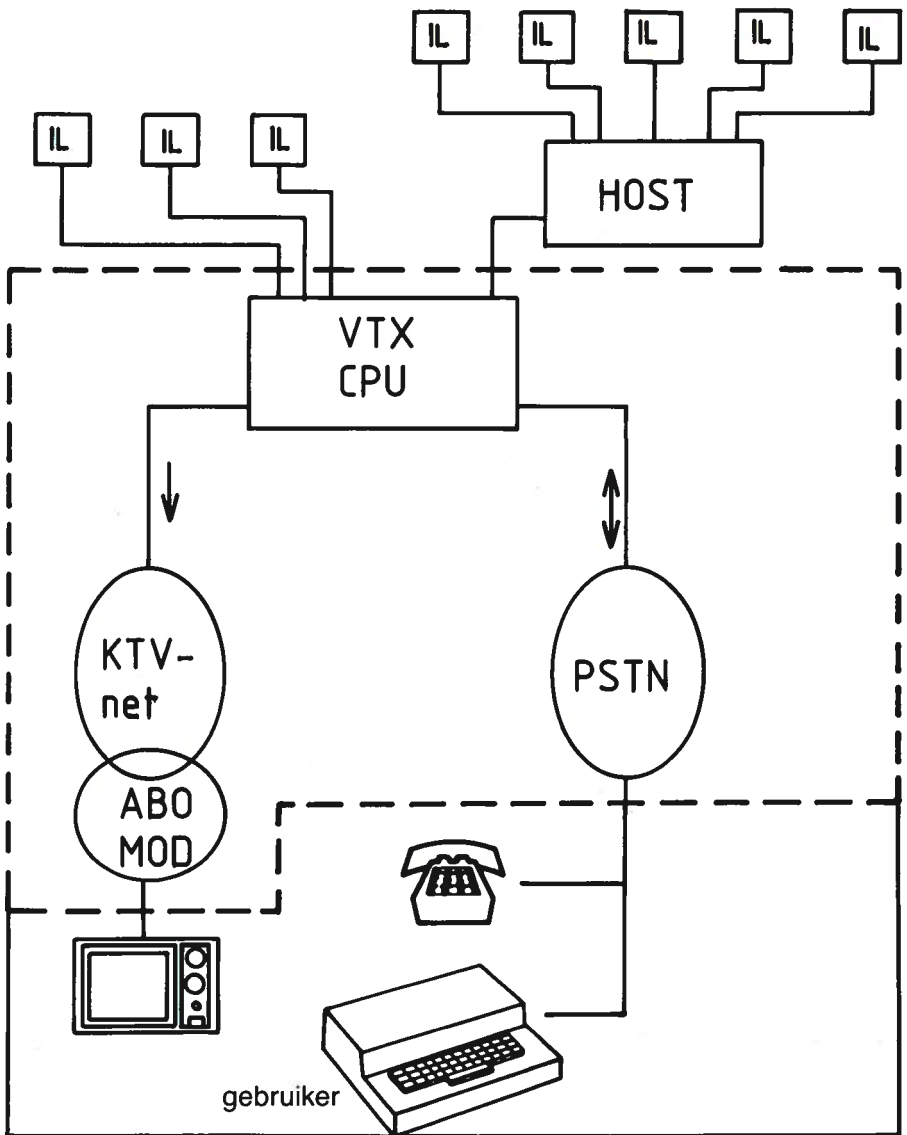 IL IL IL IL IL
IL IL IL
HOST
VTX
CPU
KTV-
net
PSTN
ABO
MOD
gebruiker